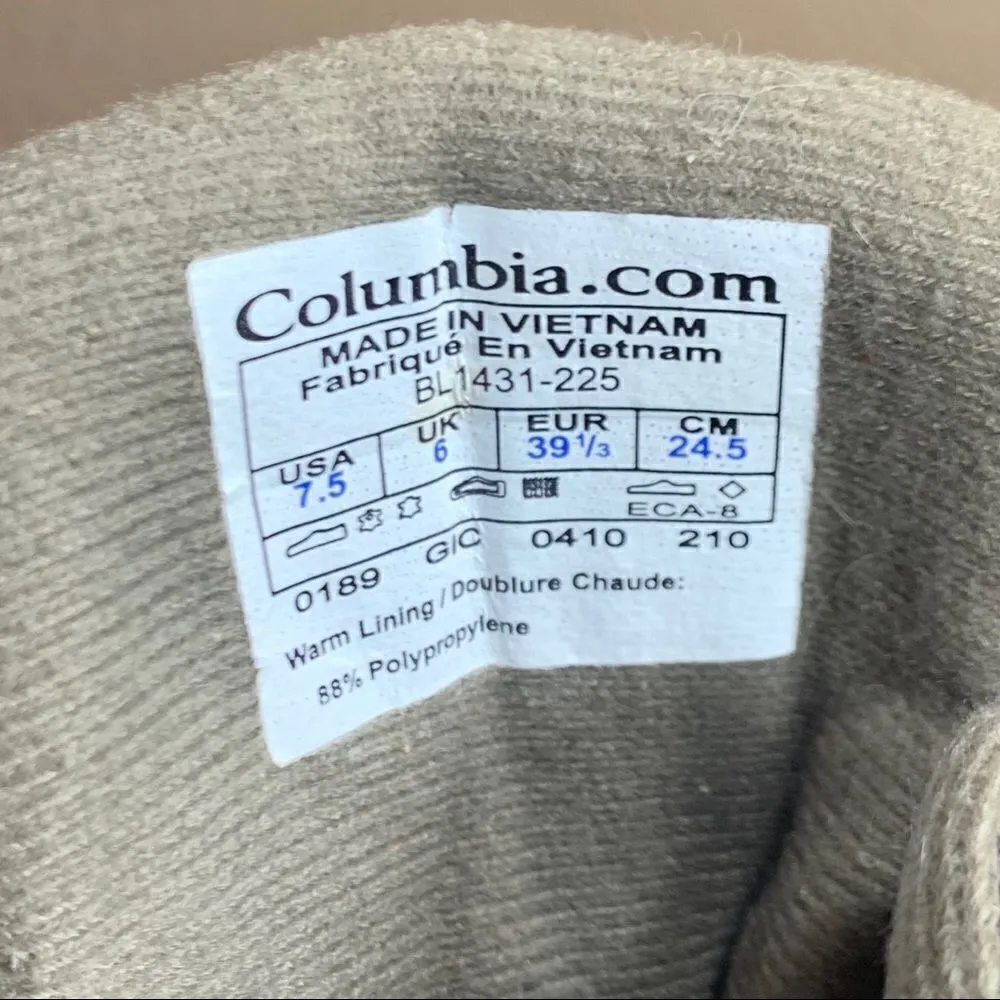 Columbia.com
MADE IN VIETNAM
Fabriqué En Vietnam
BL1431-225
USA UK EUR CM
7.5 6 39 1/3 24.5
ECA-8
0189 GIC 0410 210
Warm Lining / Doublure Chaude:
88% Polypropylene